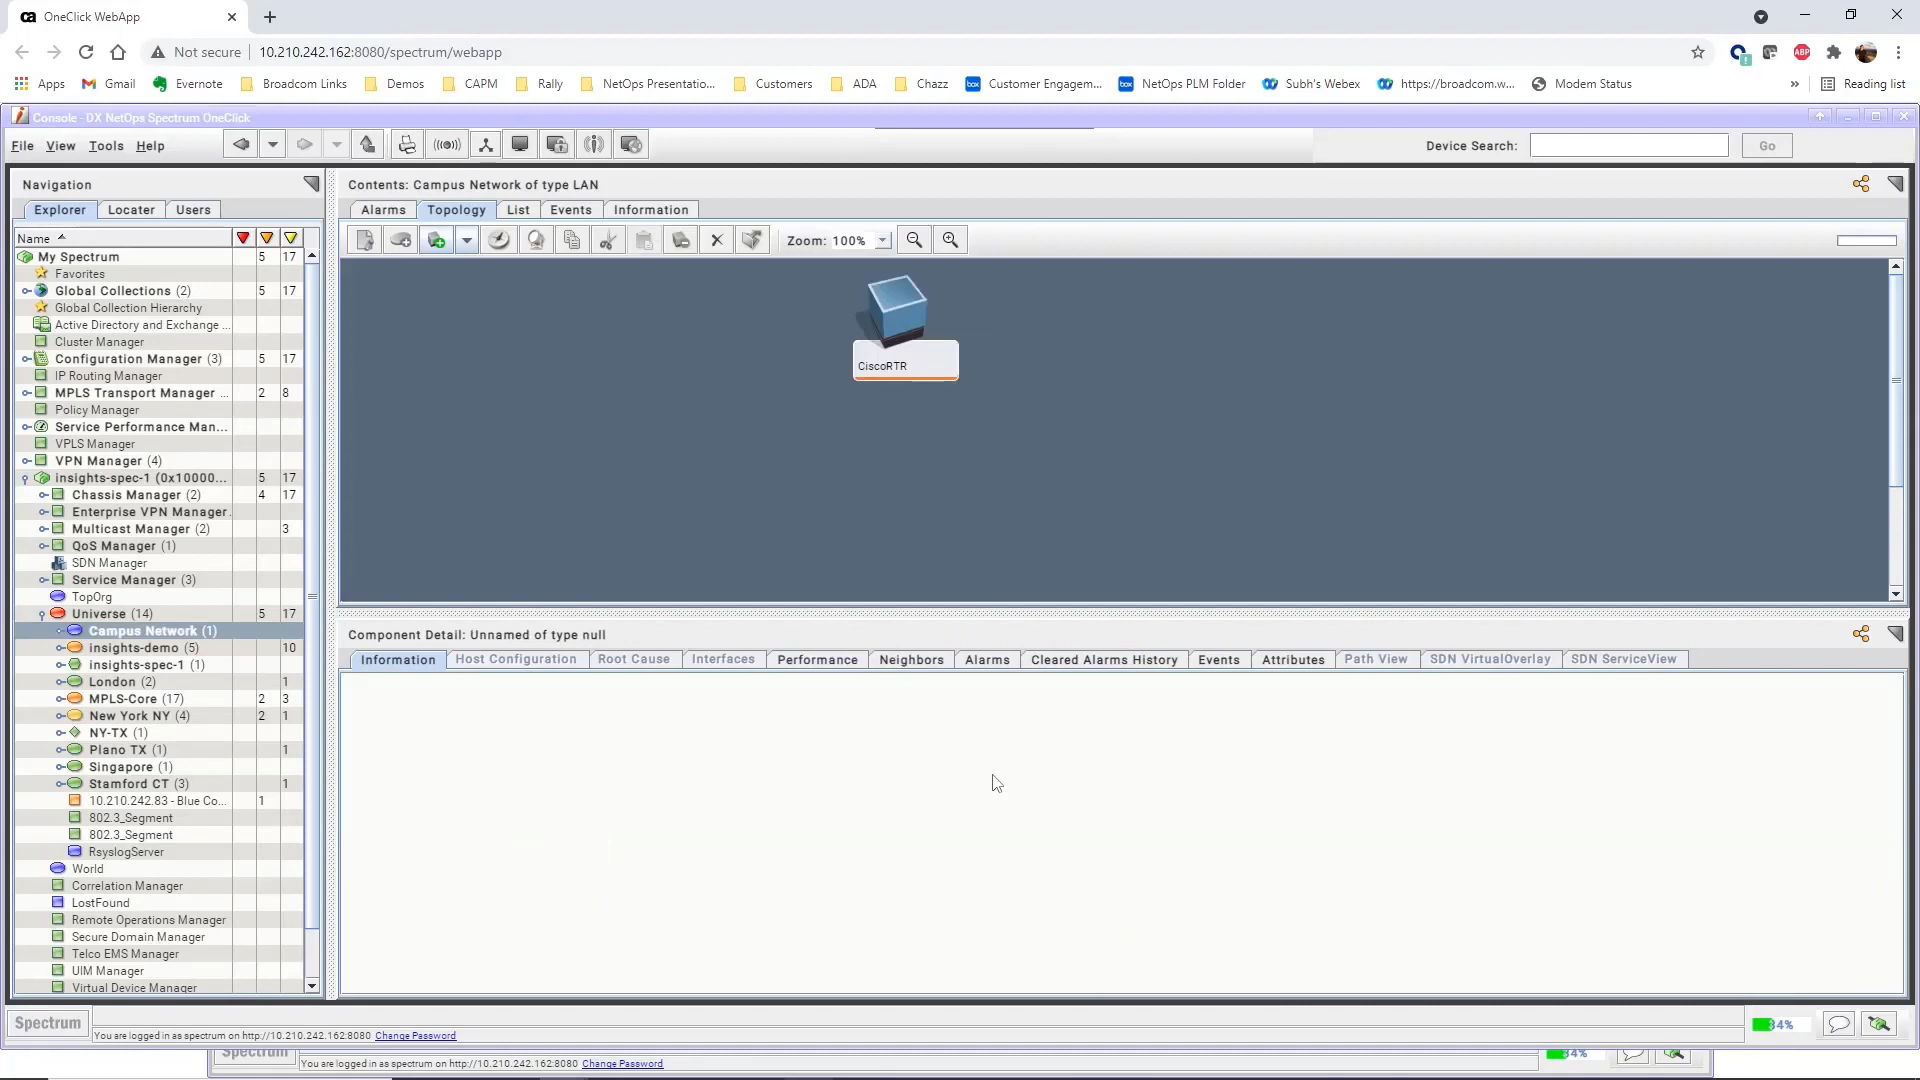 OneClick WebApp
Not secure 10.210.242.162:8080/spectrum/webapp
Apps Gmail Evernote Broadcom Links Demos CAPM Rally NetOps Presentatio... Customers ADA Chazz Customer Engagem... NetOps PLM Folder Subh's Webex https://broadcom.w... Modem Status » Reading list
Console - DX NetOps Spectrum OneClick
File View Tools Help Device Search: Go
Navigation
Explorer Locater Users
Name
My Spectrum 5 17
Favorites
Global Collections (2) 5 17
Global Collection Hierarchy
Active Directory and Exchange ...
Cluster Manager
Configuration Manager (3) 5 17
IP Routing Manager
MPLS Transport Manager ... 2 8
Policy Manager
Service Performance Man...
VPLS Manager
VPN Manager (4)
insights-spec-1 (0x10000... 5 17
Chassis Manager (2) 4 17
Enterprise VPN Manager.
Multicast Manager (2) 3
QoS Manager (1)
SDN Manager
Service Manager (3)
TopOrg
Universe (14) 5 17
Campus Network (1)
insights-demo (5) 10
insights-spec-1 (1)
London (2) 1
MPLS-Core (17) 2 3
New York NY (4) 2 1
NY-TX (1)
Plano TX (1) 1
Singapore (1)
Stamford CT (3) 1
10.210.242.83 - Blue Co... 1
802.3_Segment
802.3_Segment
RsyslogServer
World
Correlation Manager
LostFound
Remote Operations Manager
Secure Domain Manager
Telco EMS Manager
UIM Manager
Virtual Device Manager
Contents: Campus Network of type LAN
Alarms Topology List Events Information
Zoom: 100%
CiscoRTR
Component Detail: Unnamed of type null
Information Host Configuration Root Cause Interfaces Performance Neighbors Alarms Cleared Alarms History Events Attributes Path View SDN VirtualOverlay SDN ServiceView
Spectrum
You are logged in as spectrum on http://10.210.242.162:8080 Change Password
Spectrum
You are logged in as spectrum on http://10.210.242.162:8080 Change Password